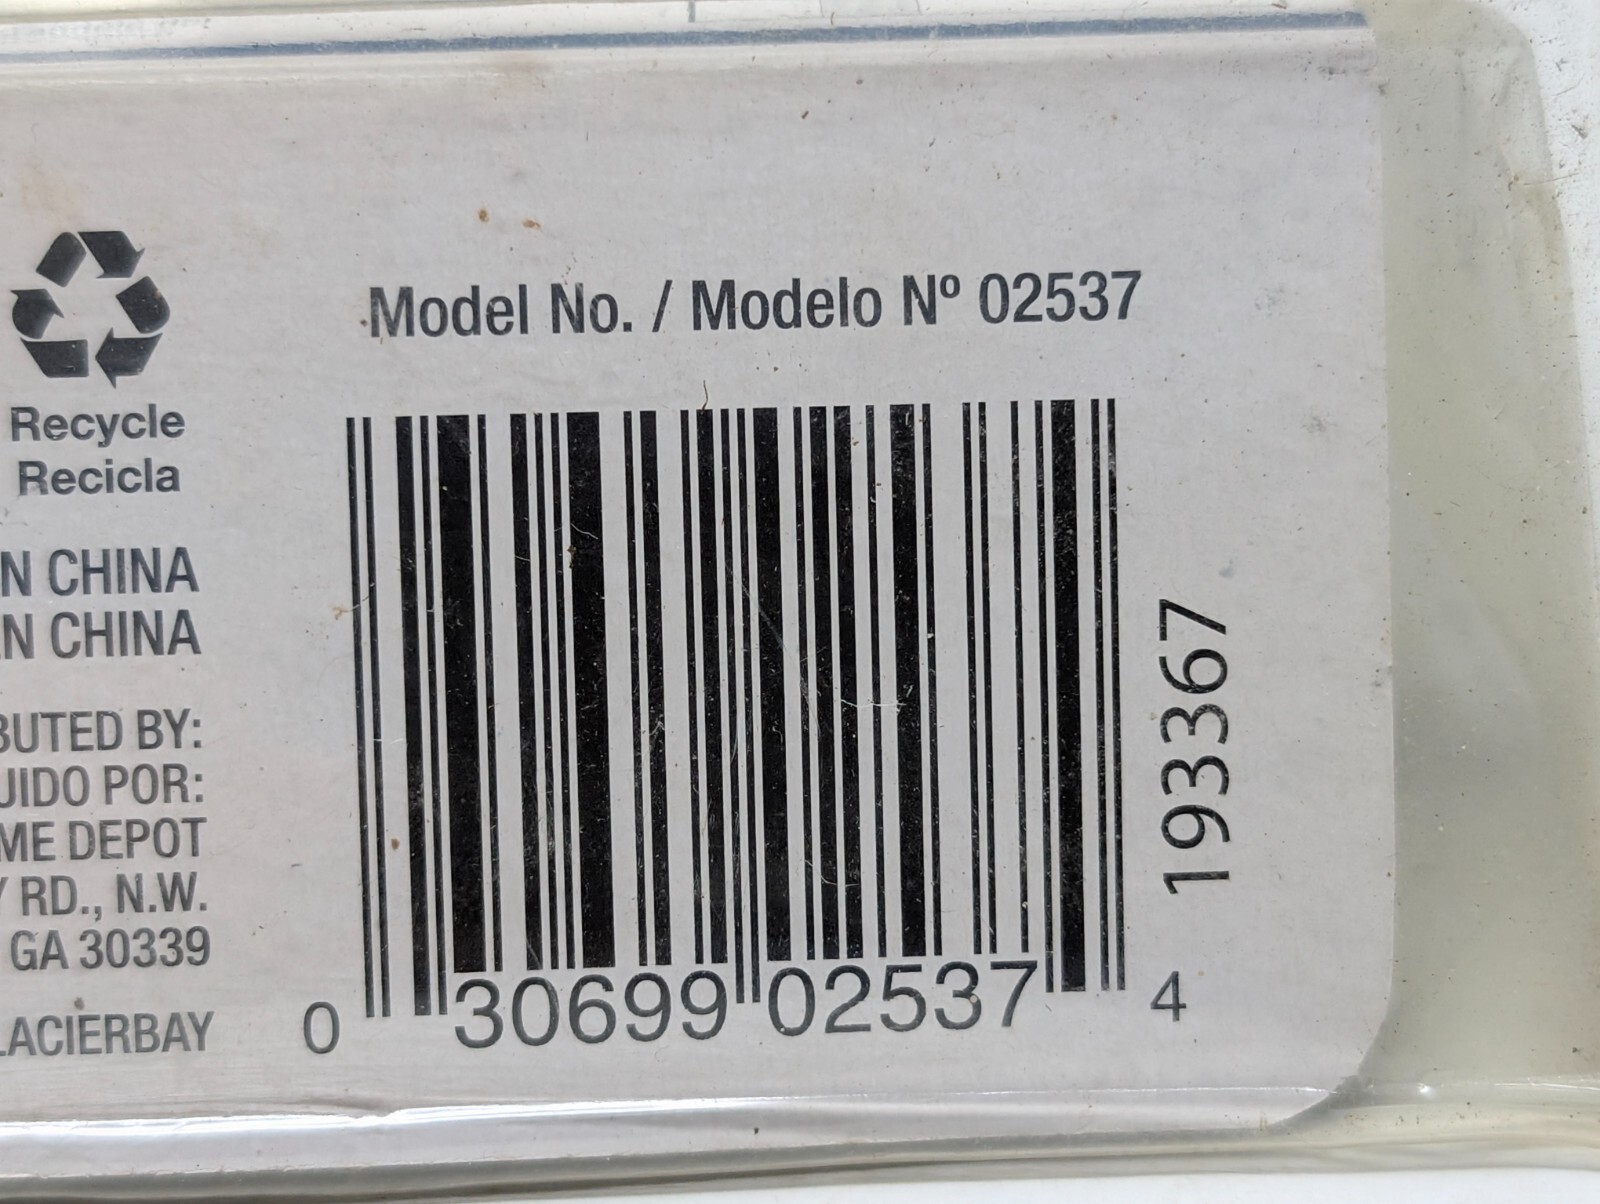 Model No. / Modelo Nº 02537
Recycle
Recicla
N CHINA
N CHINA
BUTED BY:
UIDO POR:
ME DEPOT
Y RD., N.W.
GA 30339
LACIERBAY
193367
0 30699 02537 4